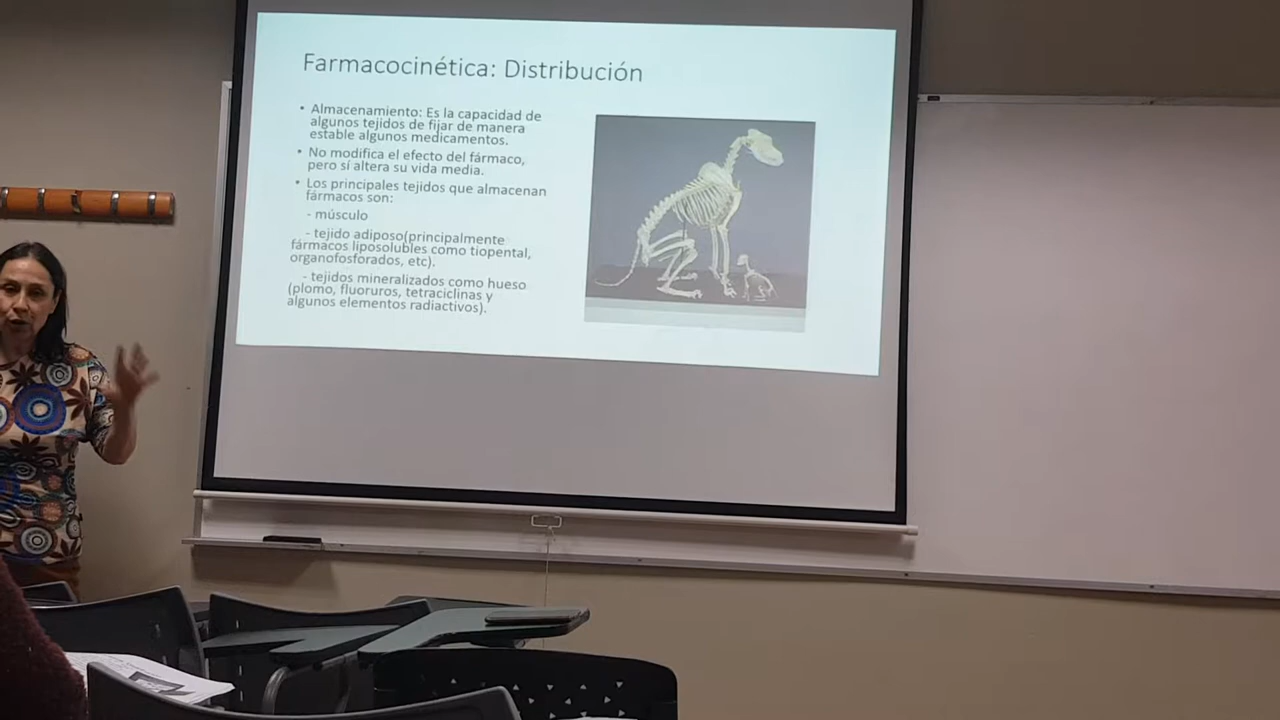 Farmacocinética: Distribución
• Almacenamiento: Es la capacidad de
algunos tejidos de fijar de manera
estable algunos medicamentos.
• No modifica el efecto del fármaco,
pero sí altera su vida media.
• Los principales tejidos que almacenan
fármacos son:
- músculo
- tejido adiposo(principalmente
fármacos liposolubles como tiopental,
organofosforados, etc).
- tejidos mineralizados como hueso
(plomo, fluoruros, tetraciclinas y
algunos elementos radiactivos).